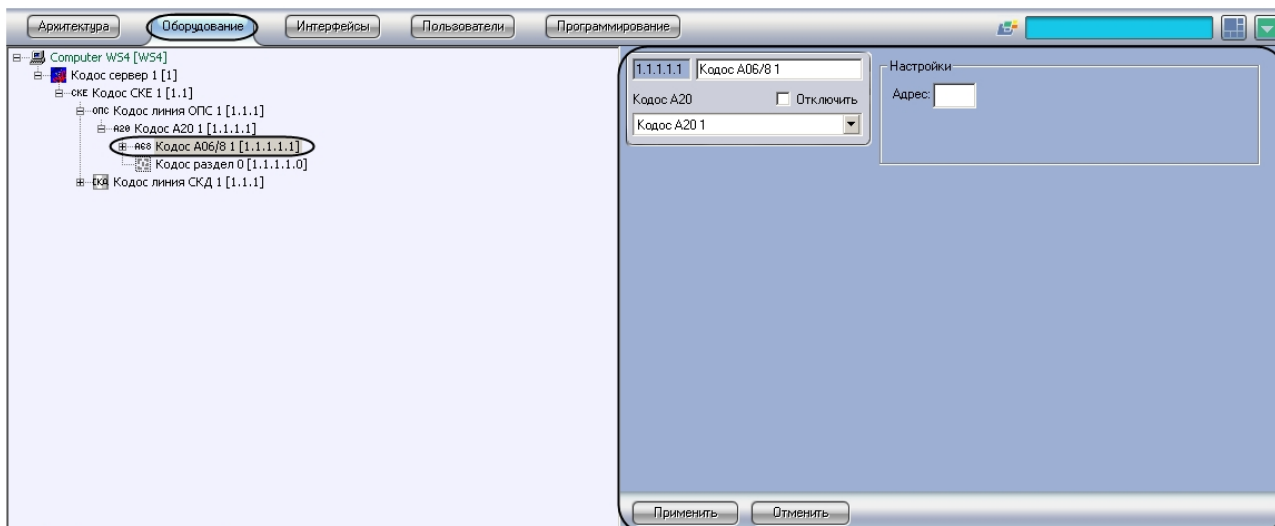 Архитектура Оборудование Интерфейсы Пользователи Программирование
Computer WS4 [WS4]
Кодос сервер 1 [1]
СКЕ Кодос СКЕ 1 [1.1]
ОПС Кодос линия ОПС 1 [1.1.1]
A20 Кодос А20 1 [1.1.1.1]
A68 Кодос А06/8 1 [1.1.1.1.1]
Кодос раздел 0 [1.1.1.1.0]
СКД Кодос линия СКД 1 [1.1.1]
1.1.1.1.1 Кодос А06/8 1
Кодос А20 Отключить
Кодос А20 1
Настройки
Адрес:
Применить Отменить